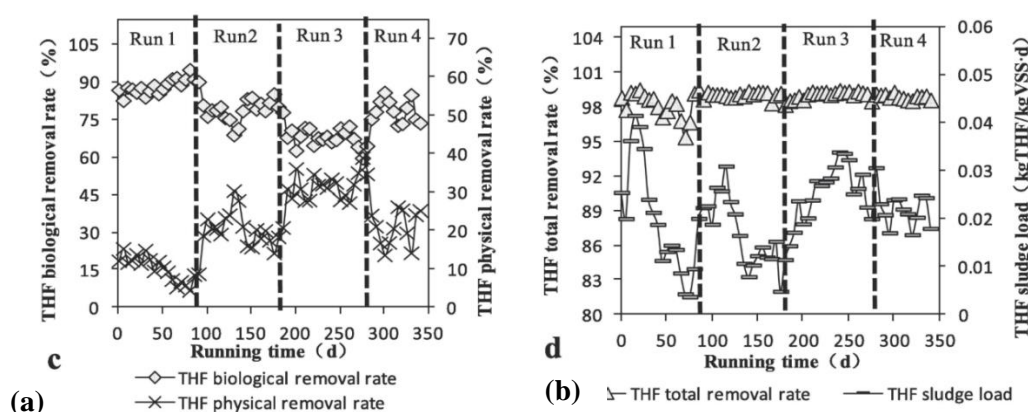 THF biological removal rate (%)
105
90
75
60
45
30
15
0
Run 1
Run2
Run 3
Run 4
70
60
50
40
30
20
10
0
THF physical removal rate (%)
0 50 100 150 200 250 300 350
Running time (d)
c
THF biological removal rate
THF physical removal rate
(a)
THF total removal rate (%)
104
101
98
95
92
89
86
83
80
Run 1
Run2
Run 3
Run 4
0.06
0.05
0.04
0.03
0.02
0.01
0
THF sludge load (kgTHF/kgVSS·d)
0 50 100 150 200 250 300 350
Running time (d)
d
THF total removal rate
THF sludge load
(b)